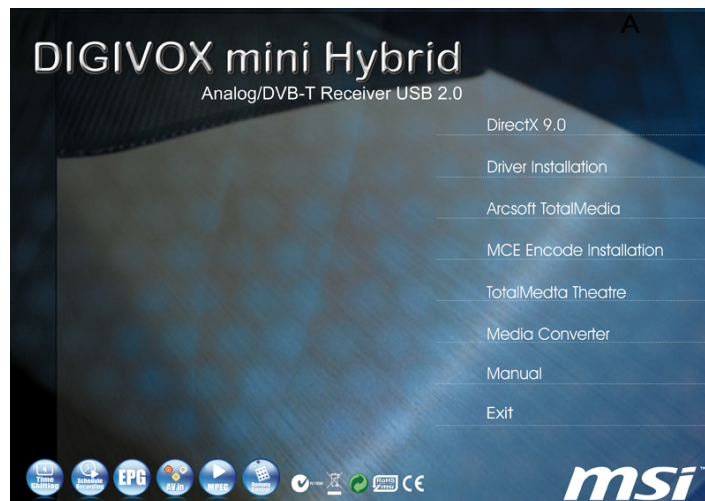 A
DIGIVOX mini Hybrid
Analog/DVB-T Receiver USB 2.0
DirectX 9.0
Driver Installation
Arcsoft TotalMedia
MCE Encode Installation
TotalMedta Theatre
Media Converter
Manual
Exit
Time Shifting
Schedule Recording
EPG
AV in
MPEG
Remote Control
RoHS
CE
msi